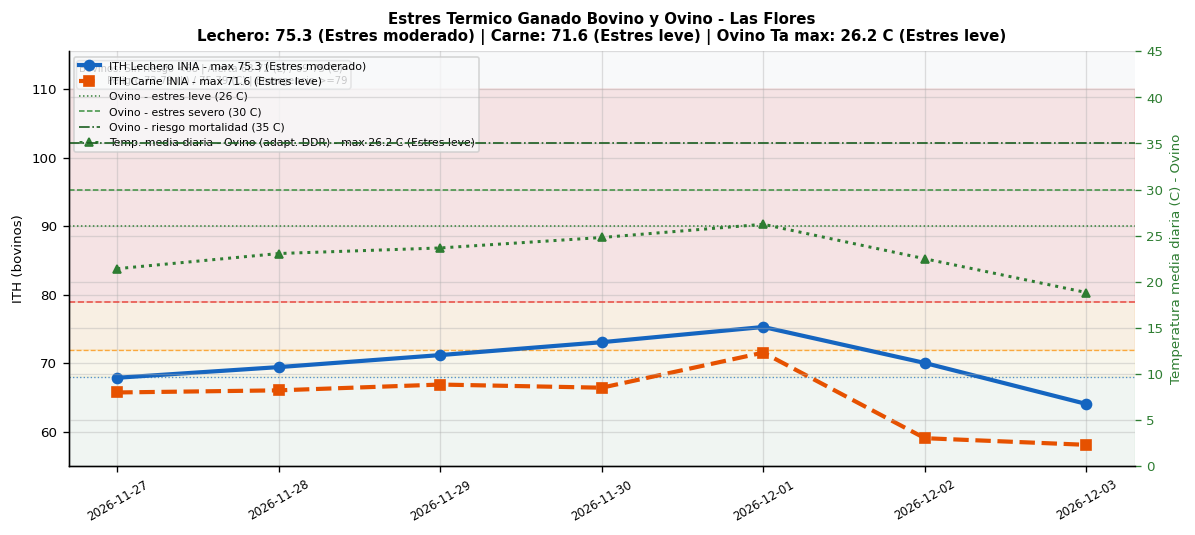 Estres Termico Ganado Bovino y Ovino - Las Flores
Lechero: 75.3 (Estres moderado) | Carne: 71.6 (Estres leve) | Ovino Ta max: 26.2 C (Estres leve)
ITH Lechero INIA - max 75.3 (Estres moderado)
ITH Carne INIA - max 71.6 (Estres leve)
Ovino - estres leve (26 C)
Ovino - estres severo (30 C)
Ovino - riesgo mortalidad (35 C)
Temp. media diaria - Ovino (adapt. DDR) - max 26.2 C (Estres leve)
>=79
ITH (bovinos)
110
100
90
80
70
60
Temperatura media diaria (C) - Ovino
45
40
35
30
25
20
15
10
5
0
2026-11-27
2026-11-28
2026-11-29
2026-11-30
2026-12-01
2026-12-02
2026-12-03